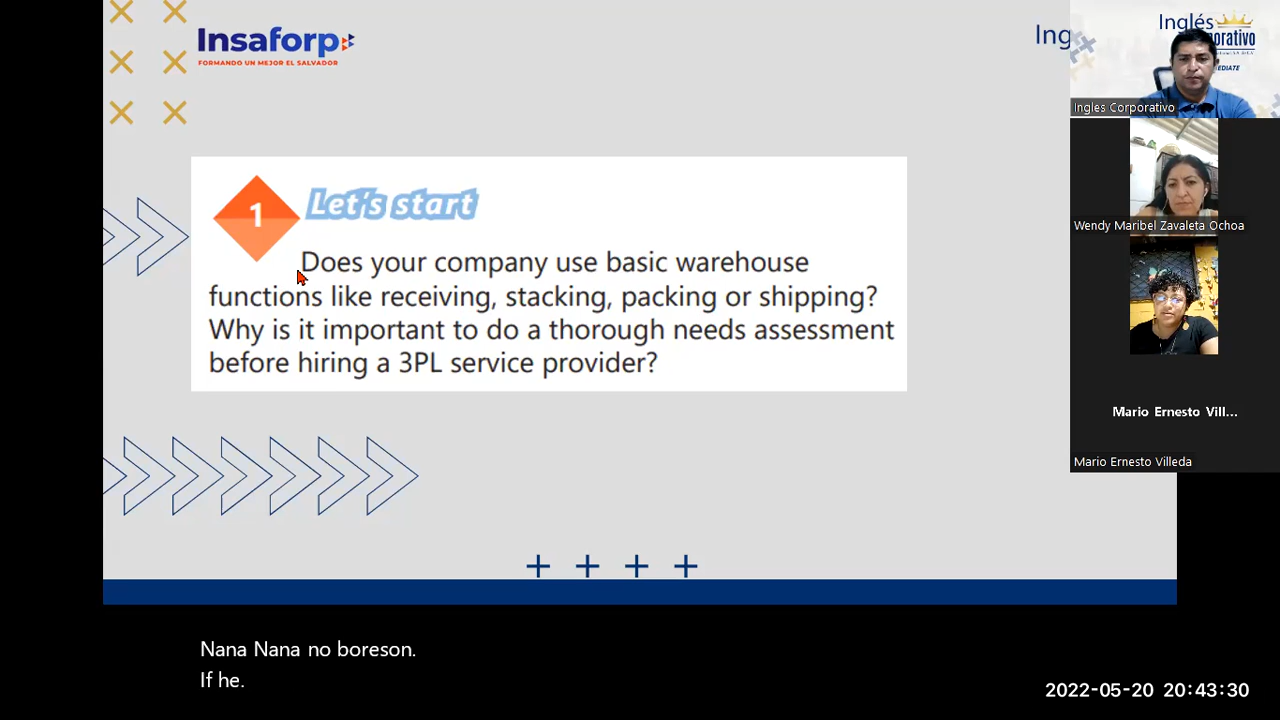 Insaforp
FORMANDO UN MEJOR EL SALVADOR
Ing
Inglés
EDIATE
Ingles Corporativo
Wendy Maribel Zavaleta Ochoa
Mario Ernesto Vill...
Mario Ernesto Villeda
1
Let's start
Does your company use basic warehouse
functions like receiving, stacking, packing or shipping?
Why is it important to do a thorough needs assessment
before hiring a 3PL service provider?
Nana Nana no boreson.
If he.
2022-05-20 20:43:30